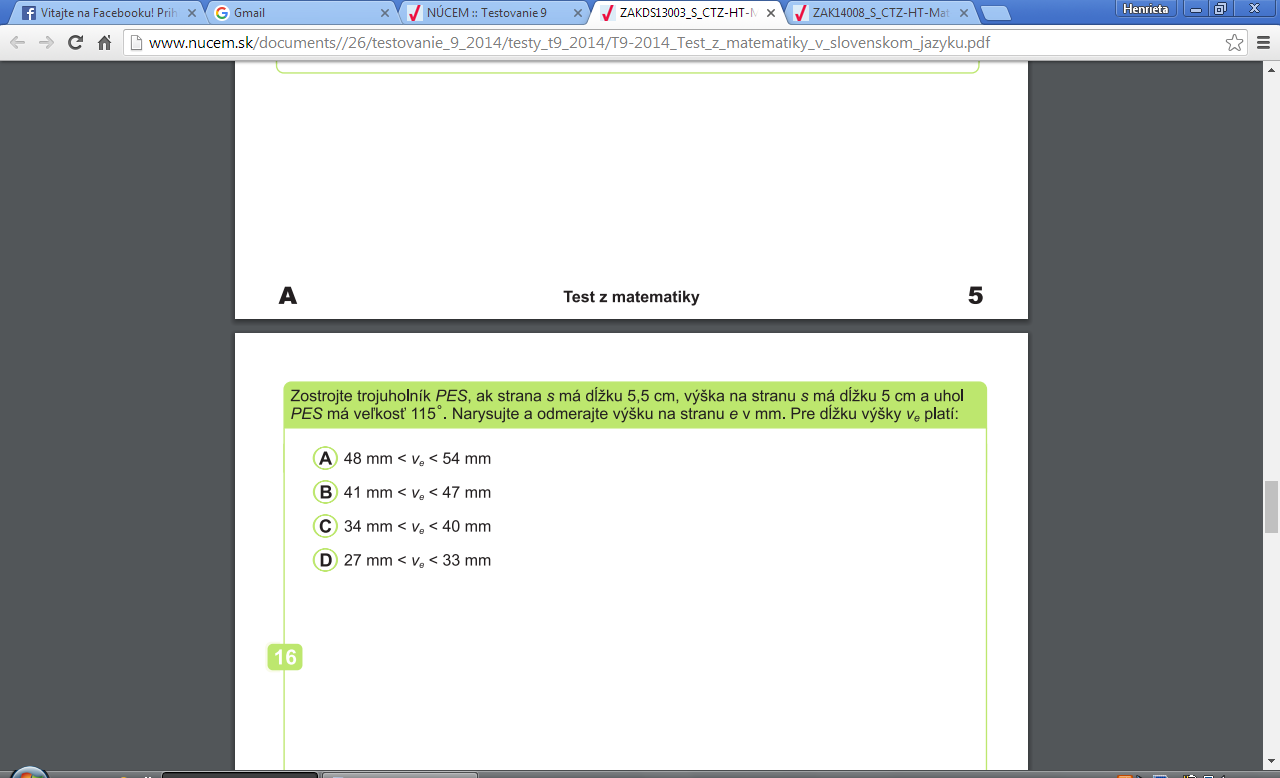 Vitajte na Facebooku! Prih
Gmail
NÚCEM :: Testovanie 9
ZAKDS13003_S_CTZ-HT-M
ZAK14008_S_CTZ-HT-Mat
Henrieta
www.nucem.sk/documents//26/testovanie_9_2014/testy_t9_2014/T9-2014_Test_z_matematiky_v_slovenskom_jazyku.pdf
A Test z matematiky 5
Zostrojte trojuholník PES, ak strana s má dĺžku 5,5 cm, výška na stranu s má dĺžku 5 cm a uhol
PES má veľkosť 115°. Narysujte a odmerajte výšku na stranu e v mm. Pre dĺžku výšky vₑ platí:
A 48 mm < vₑ < 54 mm
B 41 mm < vₑ < 47 mm
C 34 mm < vₑ < 40 mm
D 27 mm < vₑ < 33 mm
16